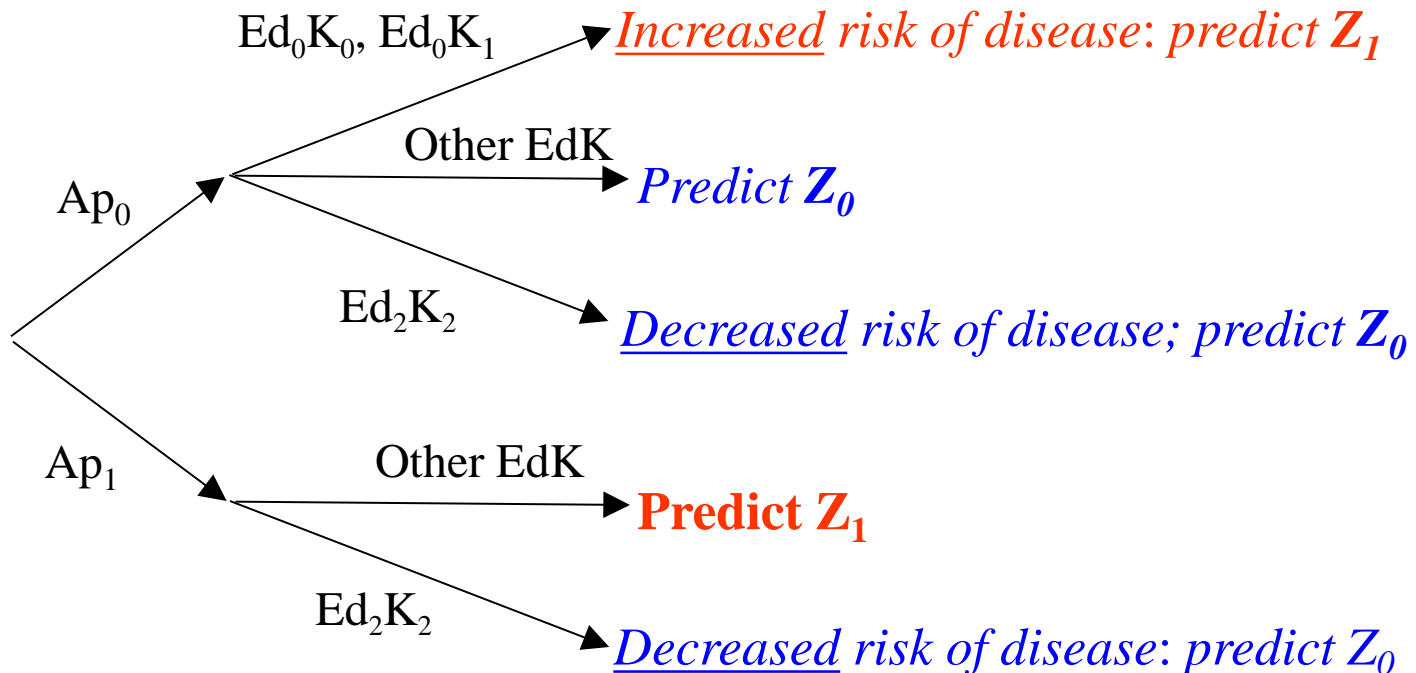 Ed₀K₀, Ed₀K₁
Increased risk of disease: predict Z₁
Other EdK
Predict Z₀
Ap₀
Ed₂K₂
Decreased risk of disease; predict Z₀
Ap₁
Other EdK
Predict Z₁
Ed₂K₂
Decreased risk of disease: predict Z₀